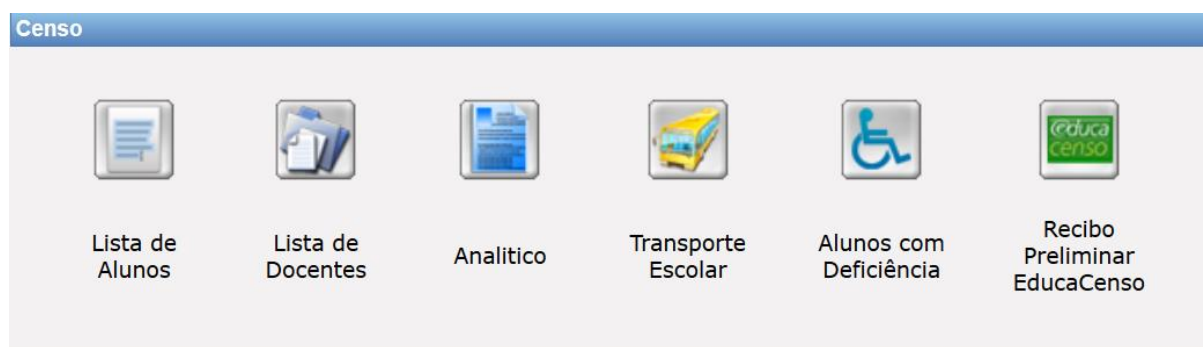 Censo
@educa
censo
Lista de
Alunos
Lista de
Docentes
Analitico
Transporte
Escolar
Alunos com
Deficiência
Recibo
Preliminar
EducaCenso